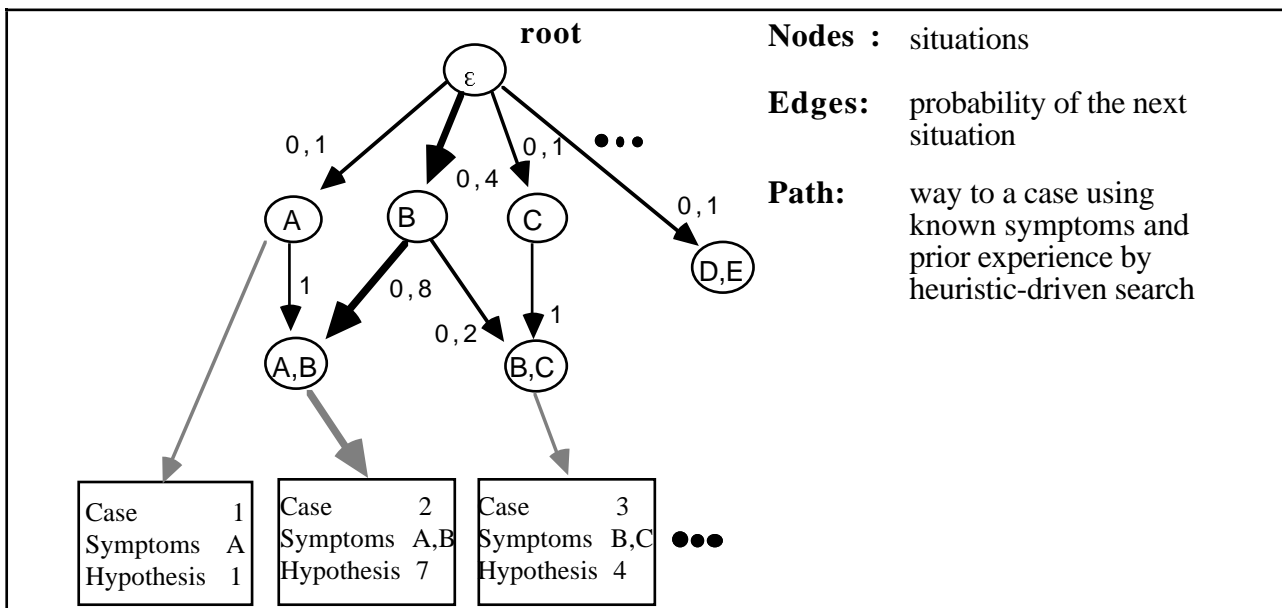 root
ε
0,1
0,4
0,1
0,1
A
B
C
D,E
1
0,8
0,2
1
A,B
B,C
Case 1
Symptoms A
Hypothesis 1
Case 2
Symptoms A,B
Hypothesis 7
Case 3
Symptoms B,C
Hypothesis 4
Nodes : situations
Edges: probability of the next
situation
Path: way to a case using
known symptoms and
prior experience by
heuristic-driven search